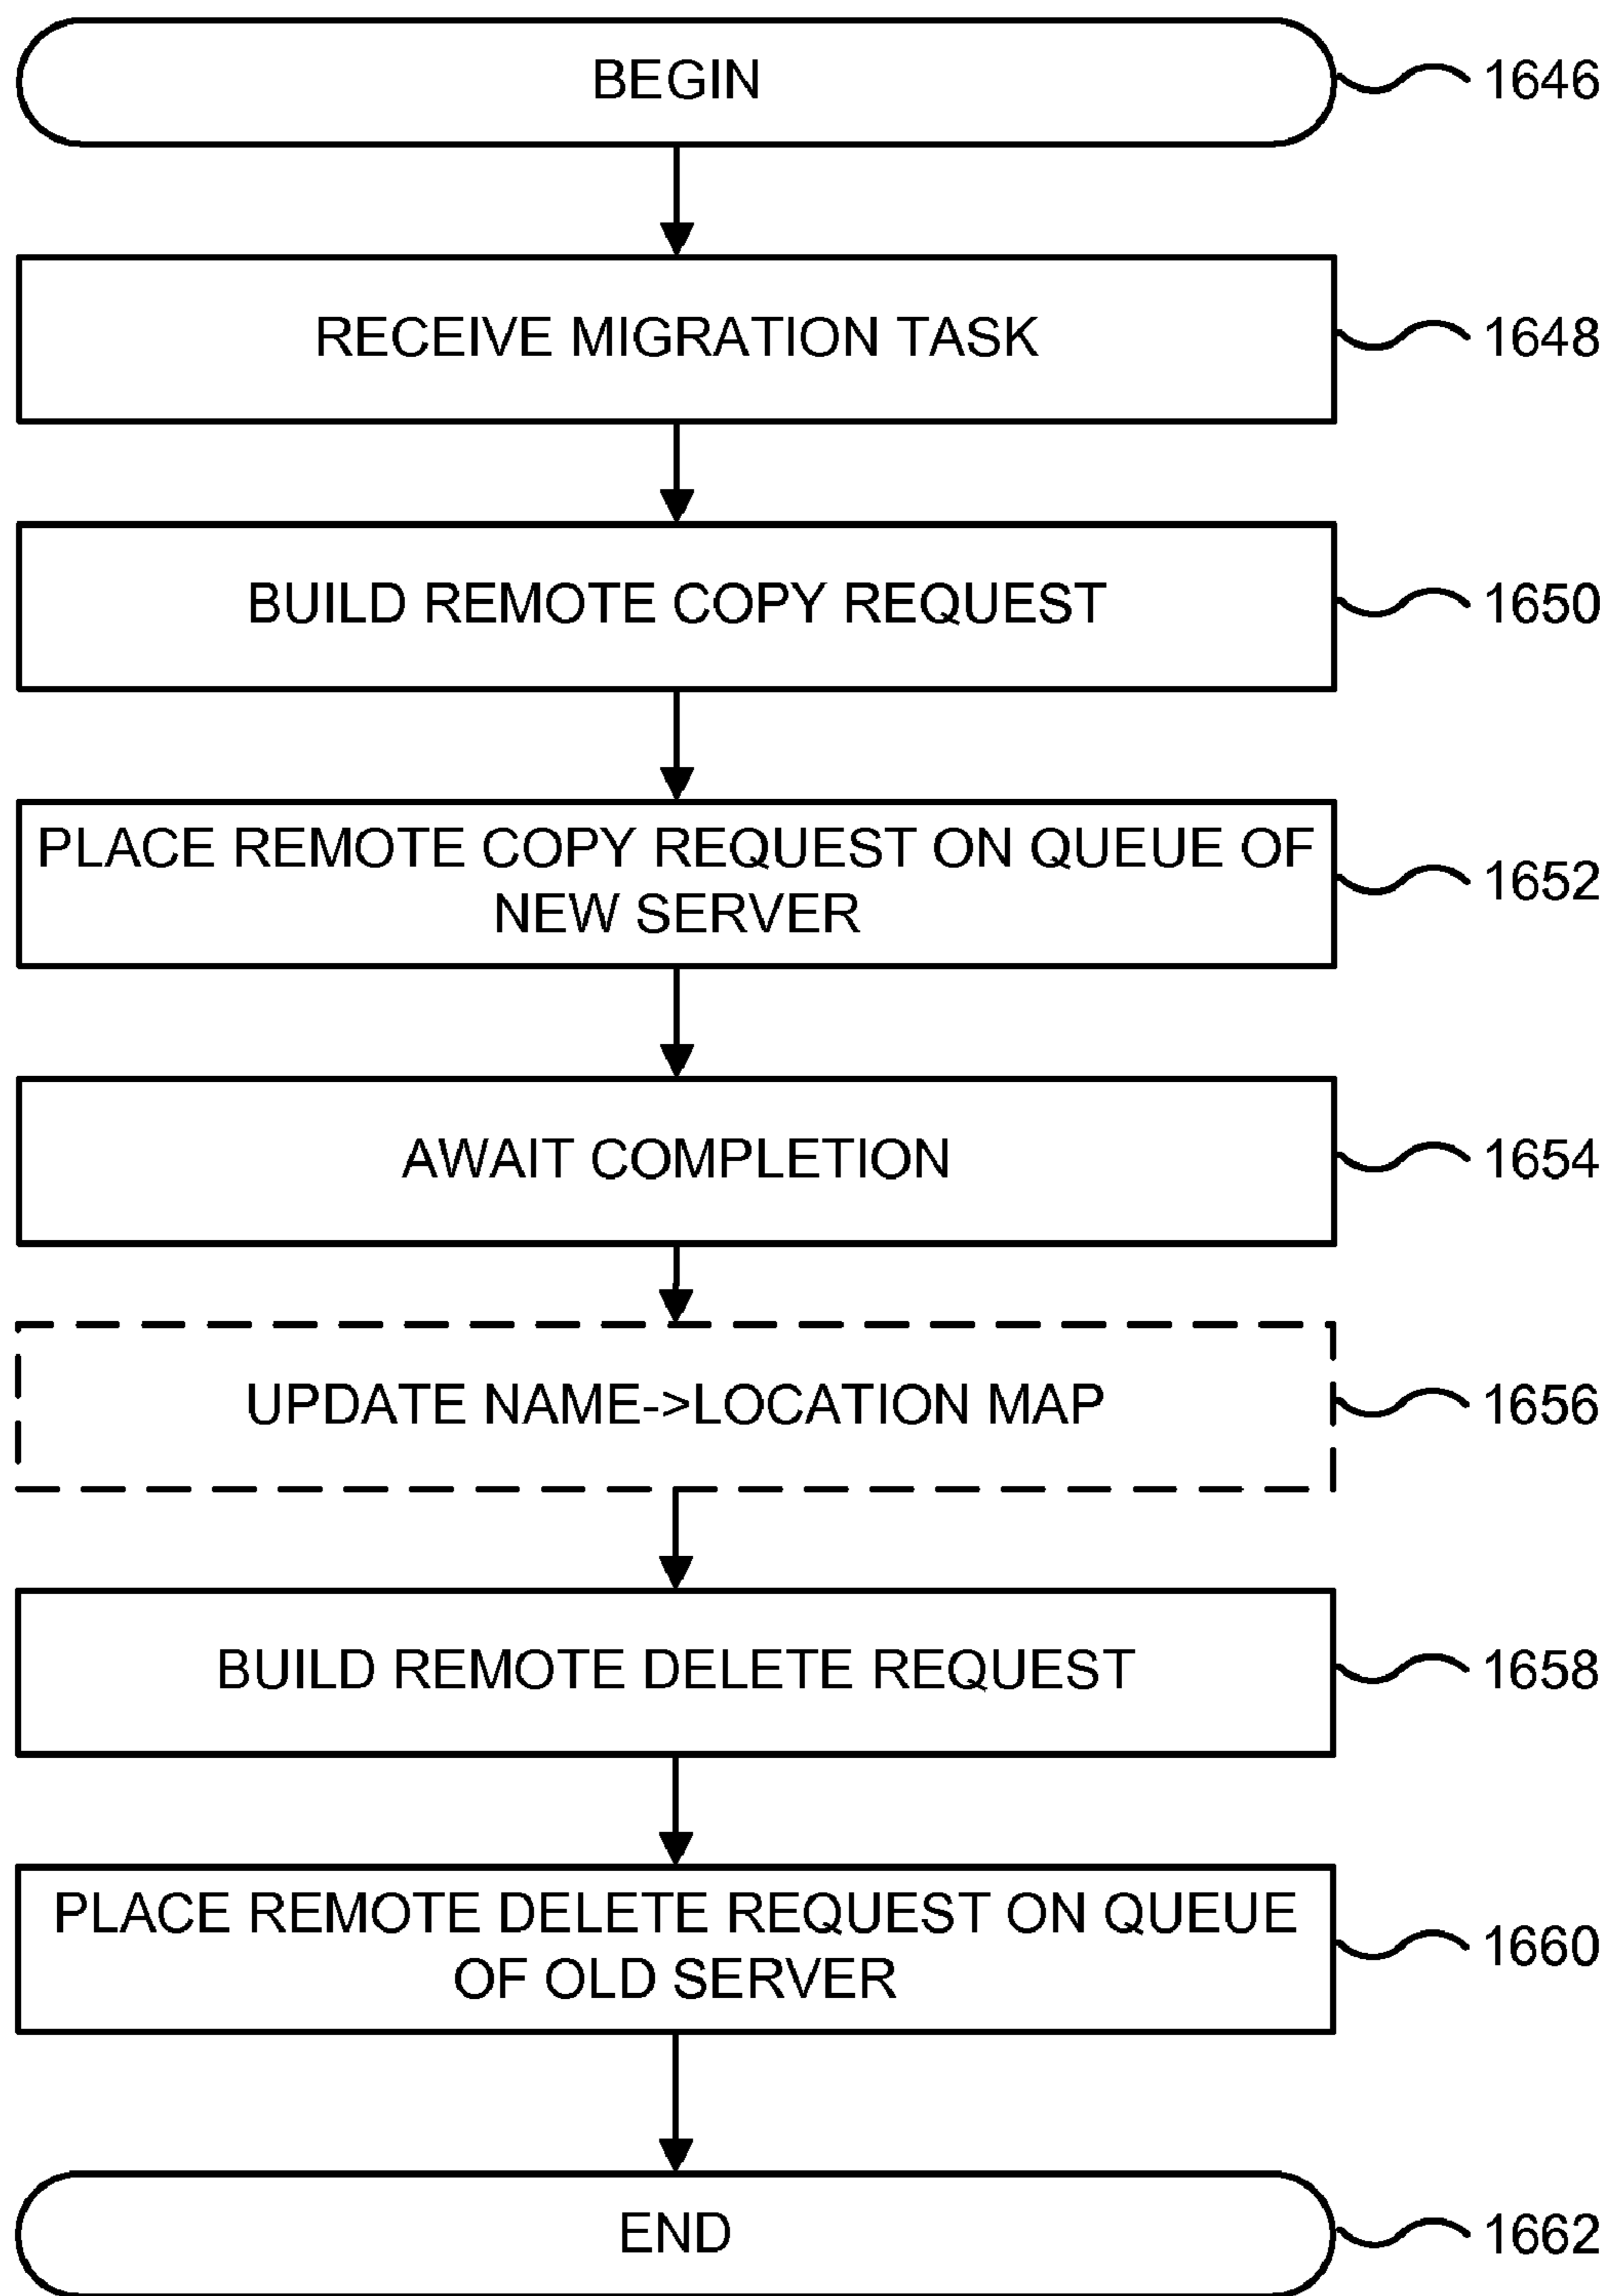 BEGIN
1646
RECEIVE MIGRATION TASK
1648
BUILD REMOTE COPY REQUEST
1650
PLACE REMOTE COPY REQUEST ON QUEUE OF
NEW SERVER
1652
AWAIT COMPLETION
1654
UPDATE NAME->LOCATION MAP
1656
BUILD REMOTE DELETE REQUEST
1658
PLACE REMOTE DELETE REQUEST ON QUEUE
OF OLD SERVER
1660
END
1662